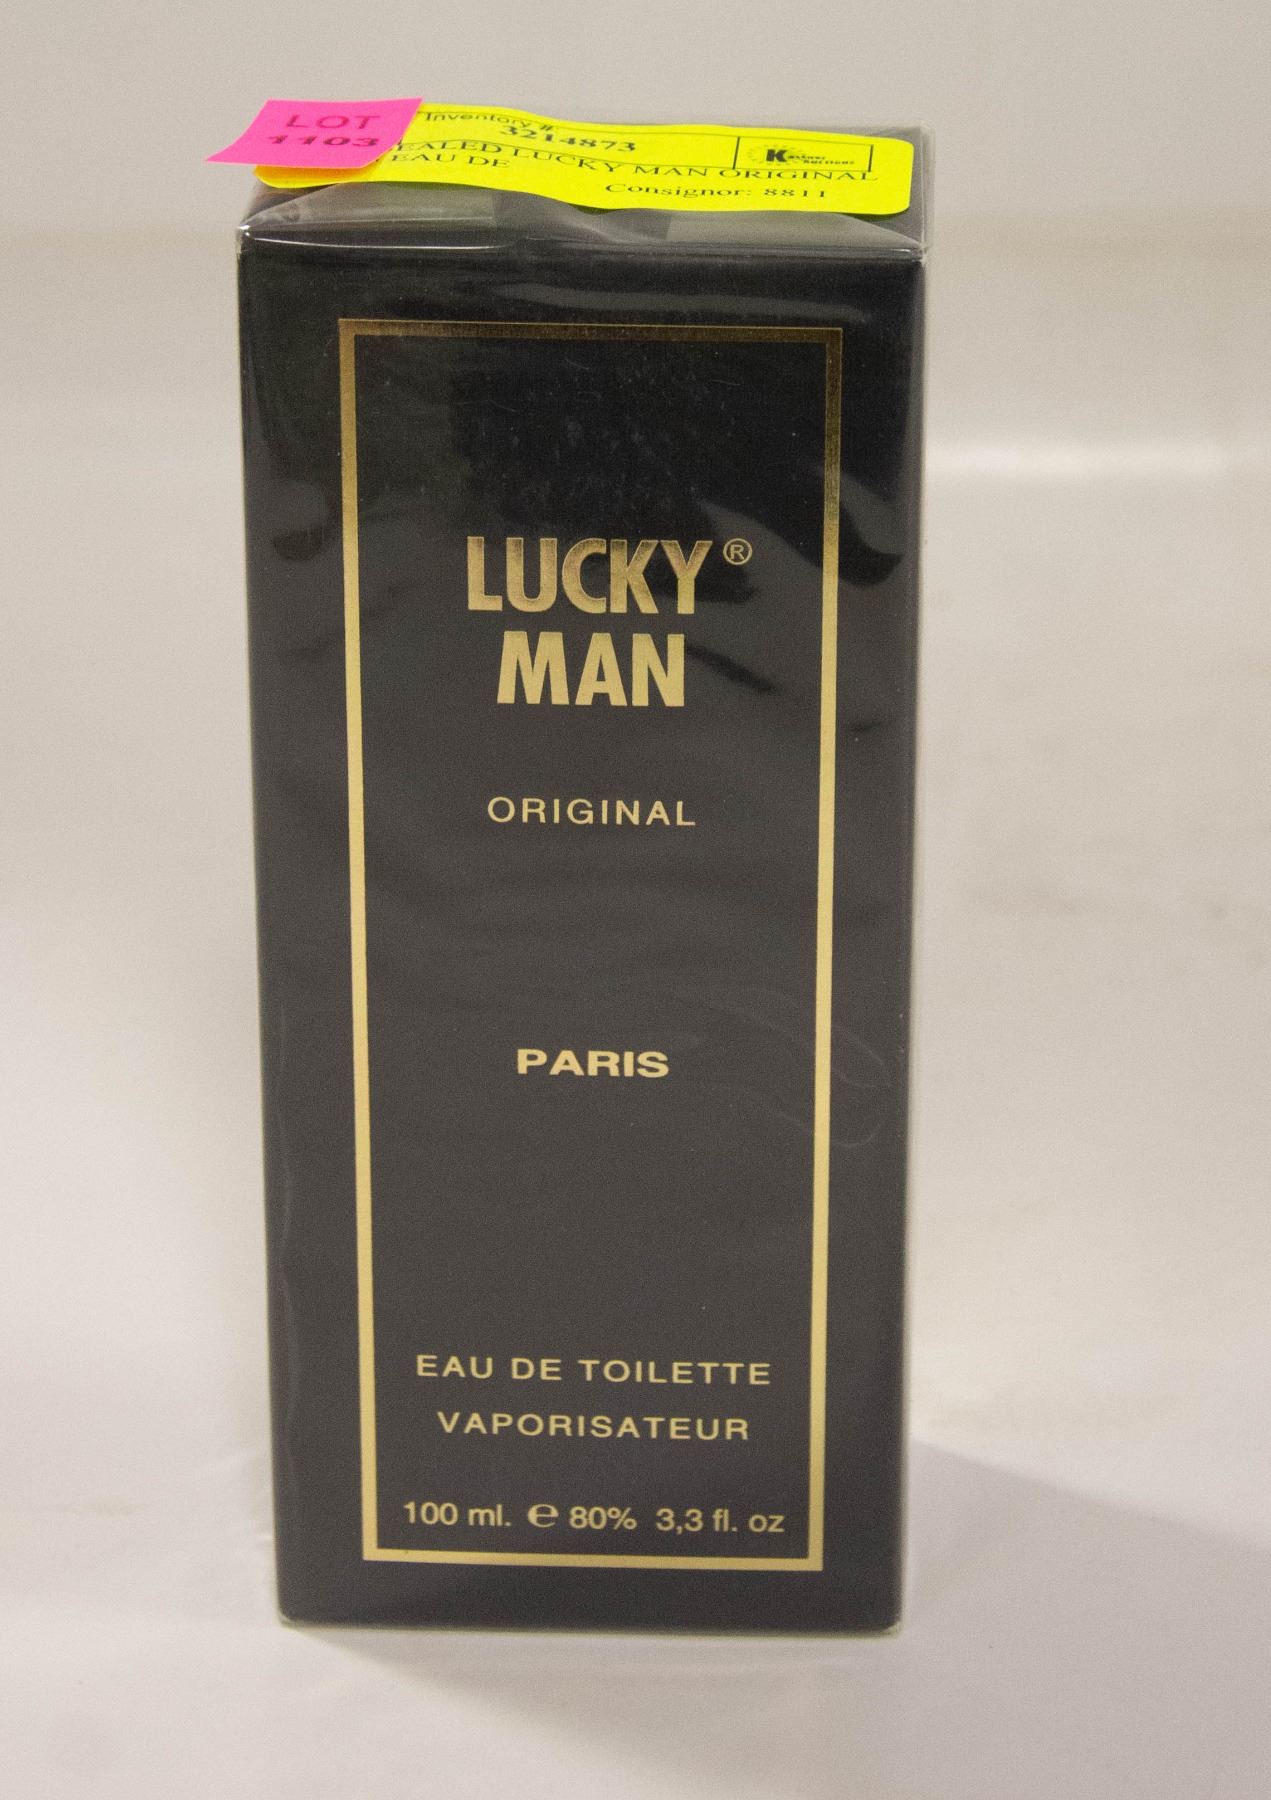 LOT
1103
Inventory #
3214873
EALED LUCKY MAN ORIGINAL
EAU DE
Consignor: 8811
LUCKY®
MAN
ORIGINAL
PARIS
EAU DE TOILETTE
VAPORISATEUR
100 ml. ℮ 80% 3,3 fl. oz